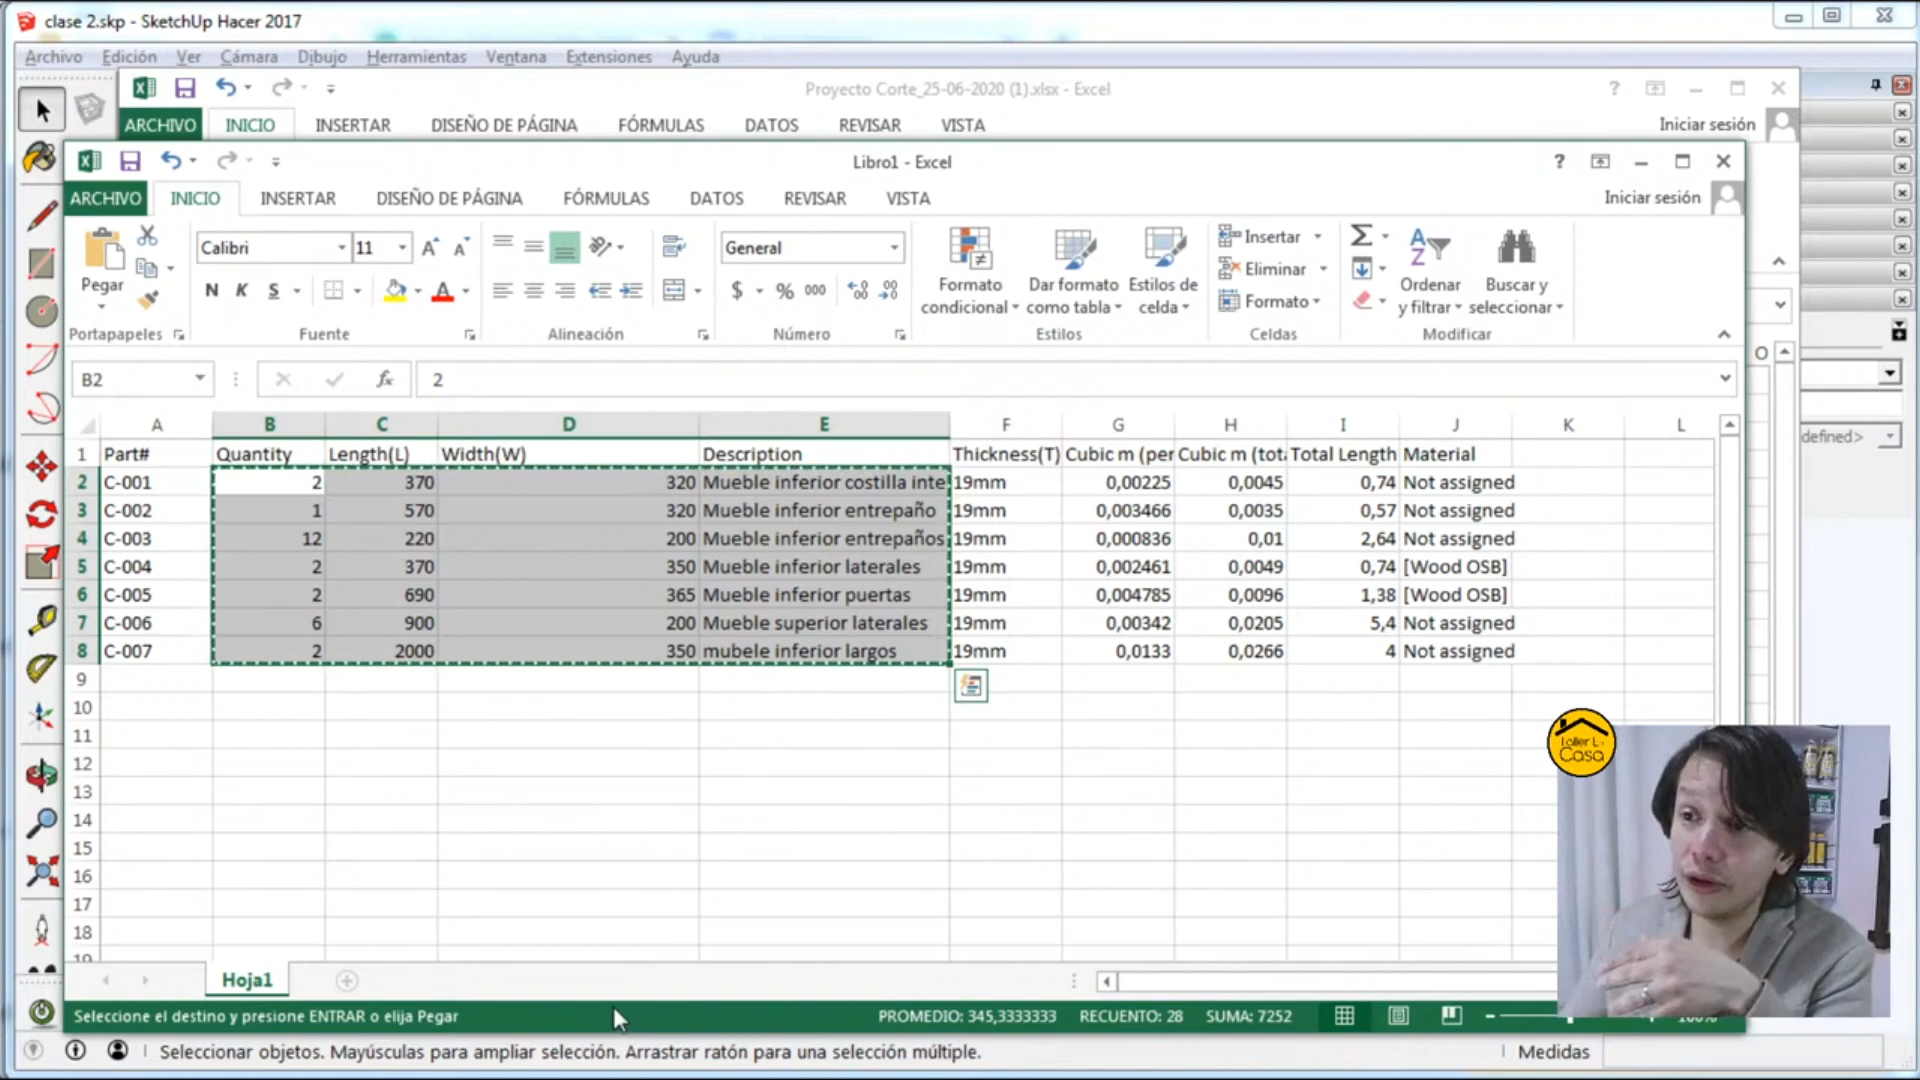 clase 2.skp - SketchUp Hacer 2017
Archivo Edición Ver Cámara Dibujo Herramientas Ventana Extensiones Ayuda
Proyecto Corte_25-06-2020 (1).xlsx - Excel
ARCHIVO INICIO INSERTAR DISEÑO DE PÁGINA FÓRMULAS DATOS REVISAR VISTA Iniciar sesión
Libro1 - Excel
ARCHIVO INICIO INSERTAR DISEÑO DE PÁGINA FÓRMULAS DATOS REVISAR VISTA Iniciar sesión
Pegar Calibri 11 General Formato condicional Dar formato como tabla Estilos de celda Insertar Eliminar Formato Ordenar y filtrar Buscar y seleccionar
N K S $ % 000
Portapapeles Fuente Alineación Número Estilos Celdas Modificar
B2 fx 2
O
A B C D E F G H I J K L
1 Part# Quantity Length(L) Width(W) Description Thickness(T) Cubic m (per Cubic m (tot Total Length Material
2 C-001 2 370 320 Mueble inferior costilla inte 19mm 0,00225 0,0045 0,74 Not assigned
3 C-002 1 570 320 Mueble inferior entrepaño 19mm 0,003466 0,0035 0,57 Not assigned
4 C-003 12 220 200 Mueble inferior entrepaños 19mm 0,000836 0,01 2,64 Not assigned
5 C-004 2 370 350 Mueble inferior laterales 19mm 0,002461 0,0049 0,74 [Wood OSB]
6 C-005 2 690 365 Mueble inferior puertas 19mm 0,004785 0,0096 1,38 [Wood OSB]
7 C-006 6 900 200 Mueble superior laterales 19mm 0,00342 0,0205 5,4 Not assigned
8 C-007 2 2000 350 mubele inferior largos 19mm 0,0133 0,0266 4 Not assigned
9
10
11
12
13
14
15
16
17
18
19
defined>
Casa
Hoja1
Seleccione el destino y presione ENTRAR o elija Pegar PROMEDIO: 345,3333333 RECUENTO: 28 SUMA: 7252
Seleccionar objetos. Mayúsculas para ampliar selección. Arrastrar ratón para una selección múltiple. Medidas